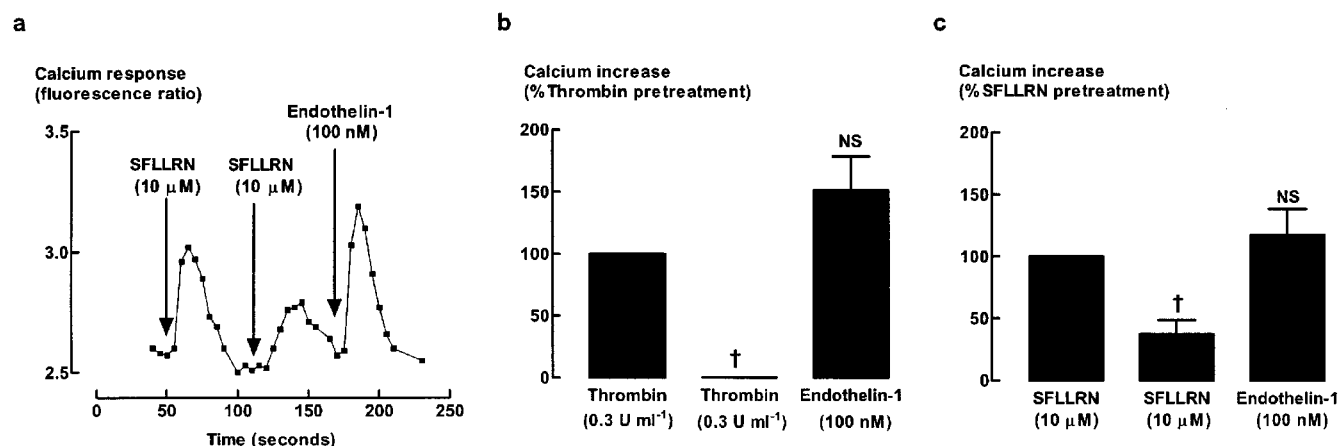 a
Calcium response
(fluorescence ratio)
3.5
3.0
2.5
SFLLRN
(10 μM)
SFLLRN
(10 μM)
Endothelin-1
(100 nM)
0 50 100 150 200 250
Time (seconds)
b
Calcium increase
(%Thrombin pretreatment)
200
150
100
50
0
†
NS
Thrombin
(0.3 U ml⁻¹)
Thrombin
(0.3 U ml⁻¹)
Endothelin-1
(100 nM)
c
Calcium increase
(%SFLLRN pretreatment)
200
150
100
50
0
†
NS
SFLLRN
(10 μM)
SFLLRN
(10 μM)
Endothelin-1
(100 nM)